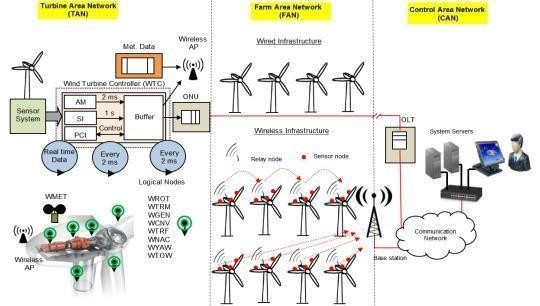 Turbine Area Network
(TAN)
Farm Area Network
(FAN)
Control Area Network
(CAN)
Met. Data
Wireless
AP
Wired Infrastructure
Wind Turbine Controller (WTC)
Sensor
System
AM
2 ms
SI
1 s
PCI
Control
Buffer
ONU
OLT
System Servers
Wireless Infrastructure
Relay node
Sensor node
Real time
Data
Every
2 ms
Every
2 ms
Logical Nodes
WMET
WROT
WTRM
WGEN
WCNV
WTRF
WNAC
WYAW
WTOW
Wireless
AP
Base station
Communication
Network